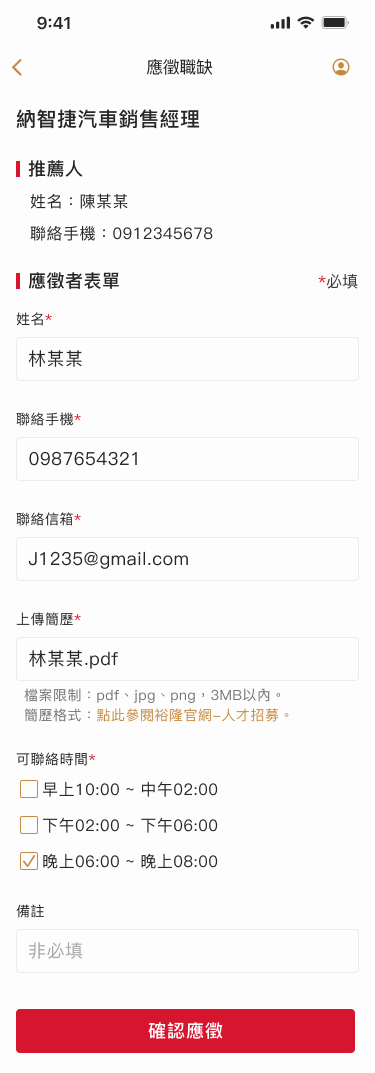 9:41
應徵職缺
納智捷汽車銷售經理
推薦人
姓名：陳某某
聯絡手機：0912345678
應徵者表單
*必填
姓名*
林某某
聯絡手機*
0987654321
聯絡信箱*
J1235@gmail.com
上傳簡歷*
林某某.pdf
檔案限制：pdf、jpg、png，3MB以內。
簡歷格式：點此參閱裕隆官網-人才招募。
可聯絡時間*
早上10:00 ~ 中午02:00
下午02:00 ~ 下午06:00
晚上06:00 ~ 晚上08:00
備註
非必填
確認應徵